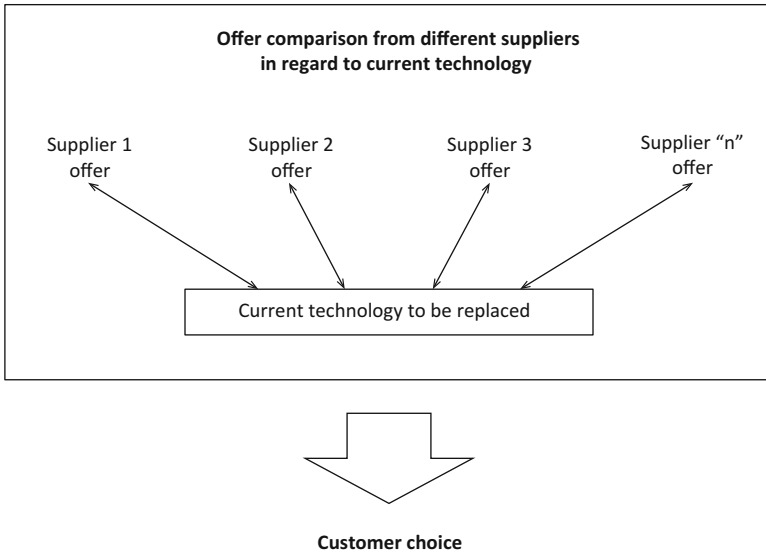 Offer comparison from different suppliers
in regard to current technology
Supplier 1
offer
Supplier 2
offer
Supplier 3
offer
Supplier “n”
offer
Current technology to be replaced
Customer choice